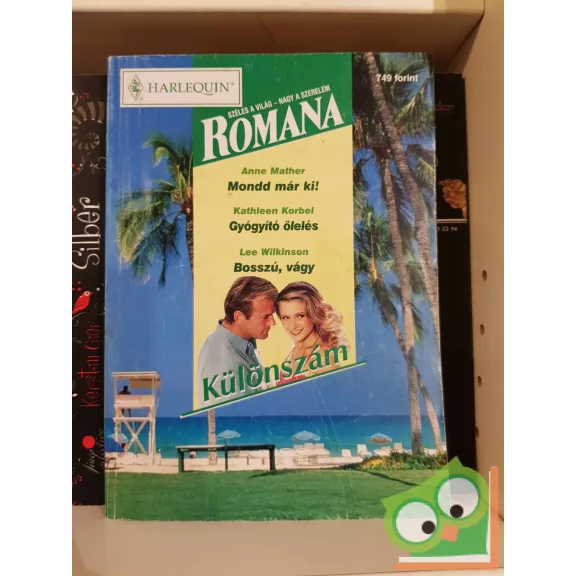 HARLEQUIN®
749 forint
SZÉLES A VILÁG - NAGY A SZERELEM
ROMANA
Anne Mather
Mondd már ki!
Kathleen Korbel
Gyógyító ölelés
Lee Wilkinson
Bosszú, vágy
Különszám
Silber
Kerstin Gier